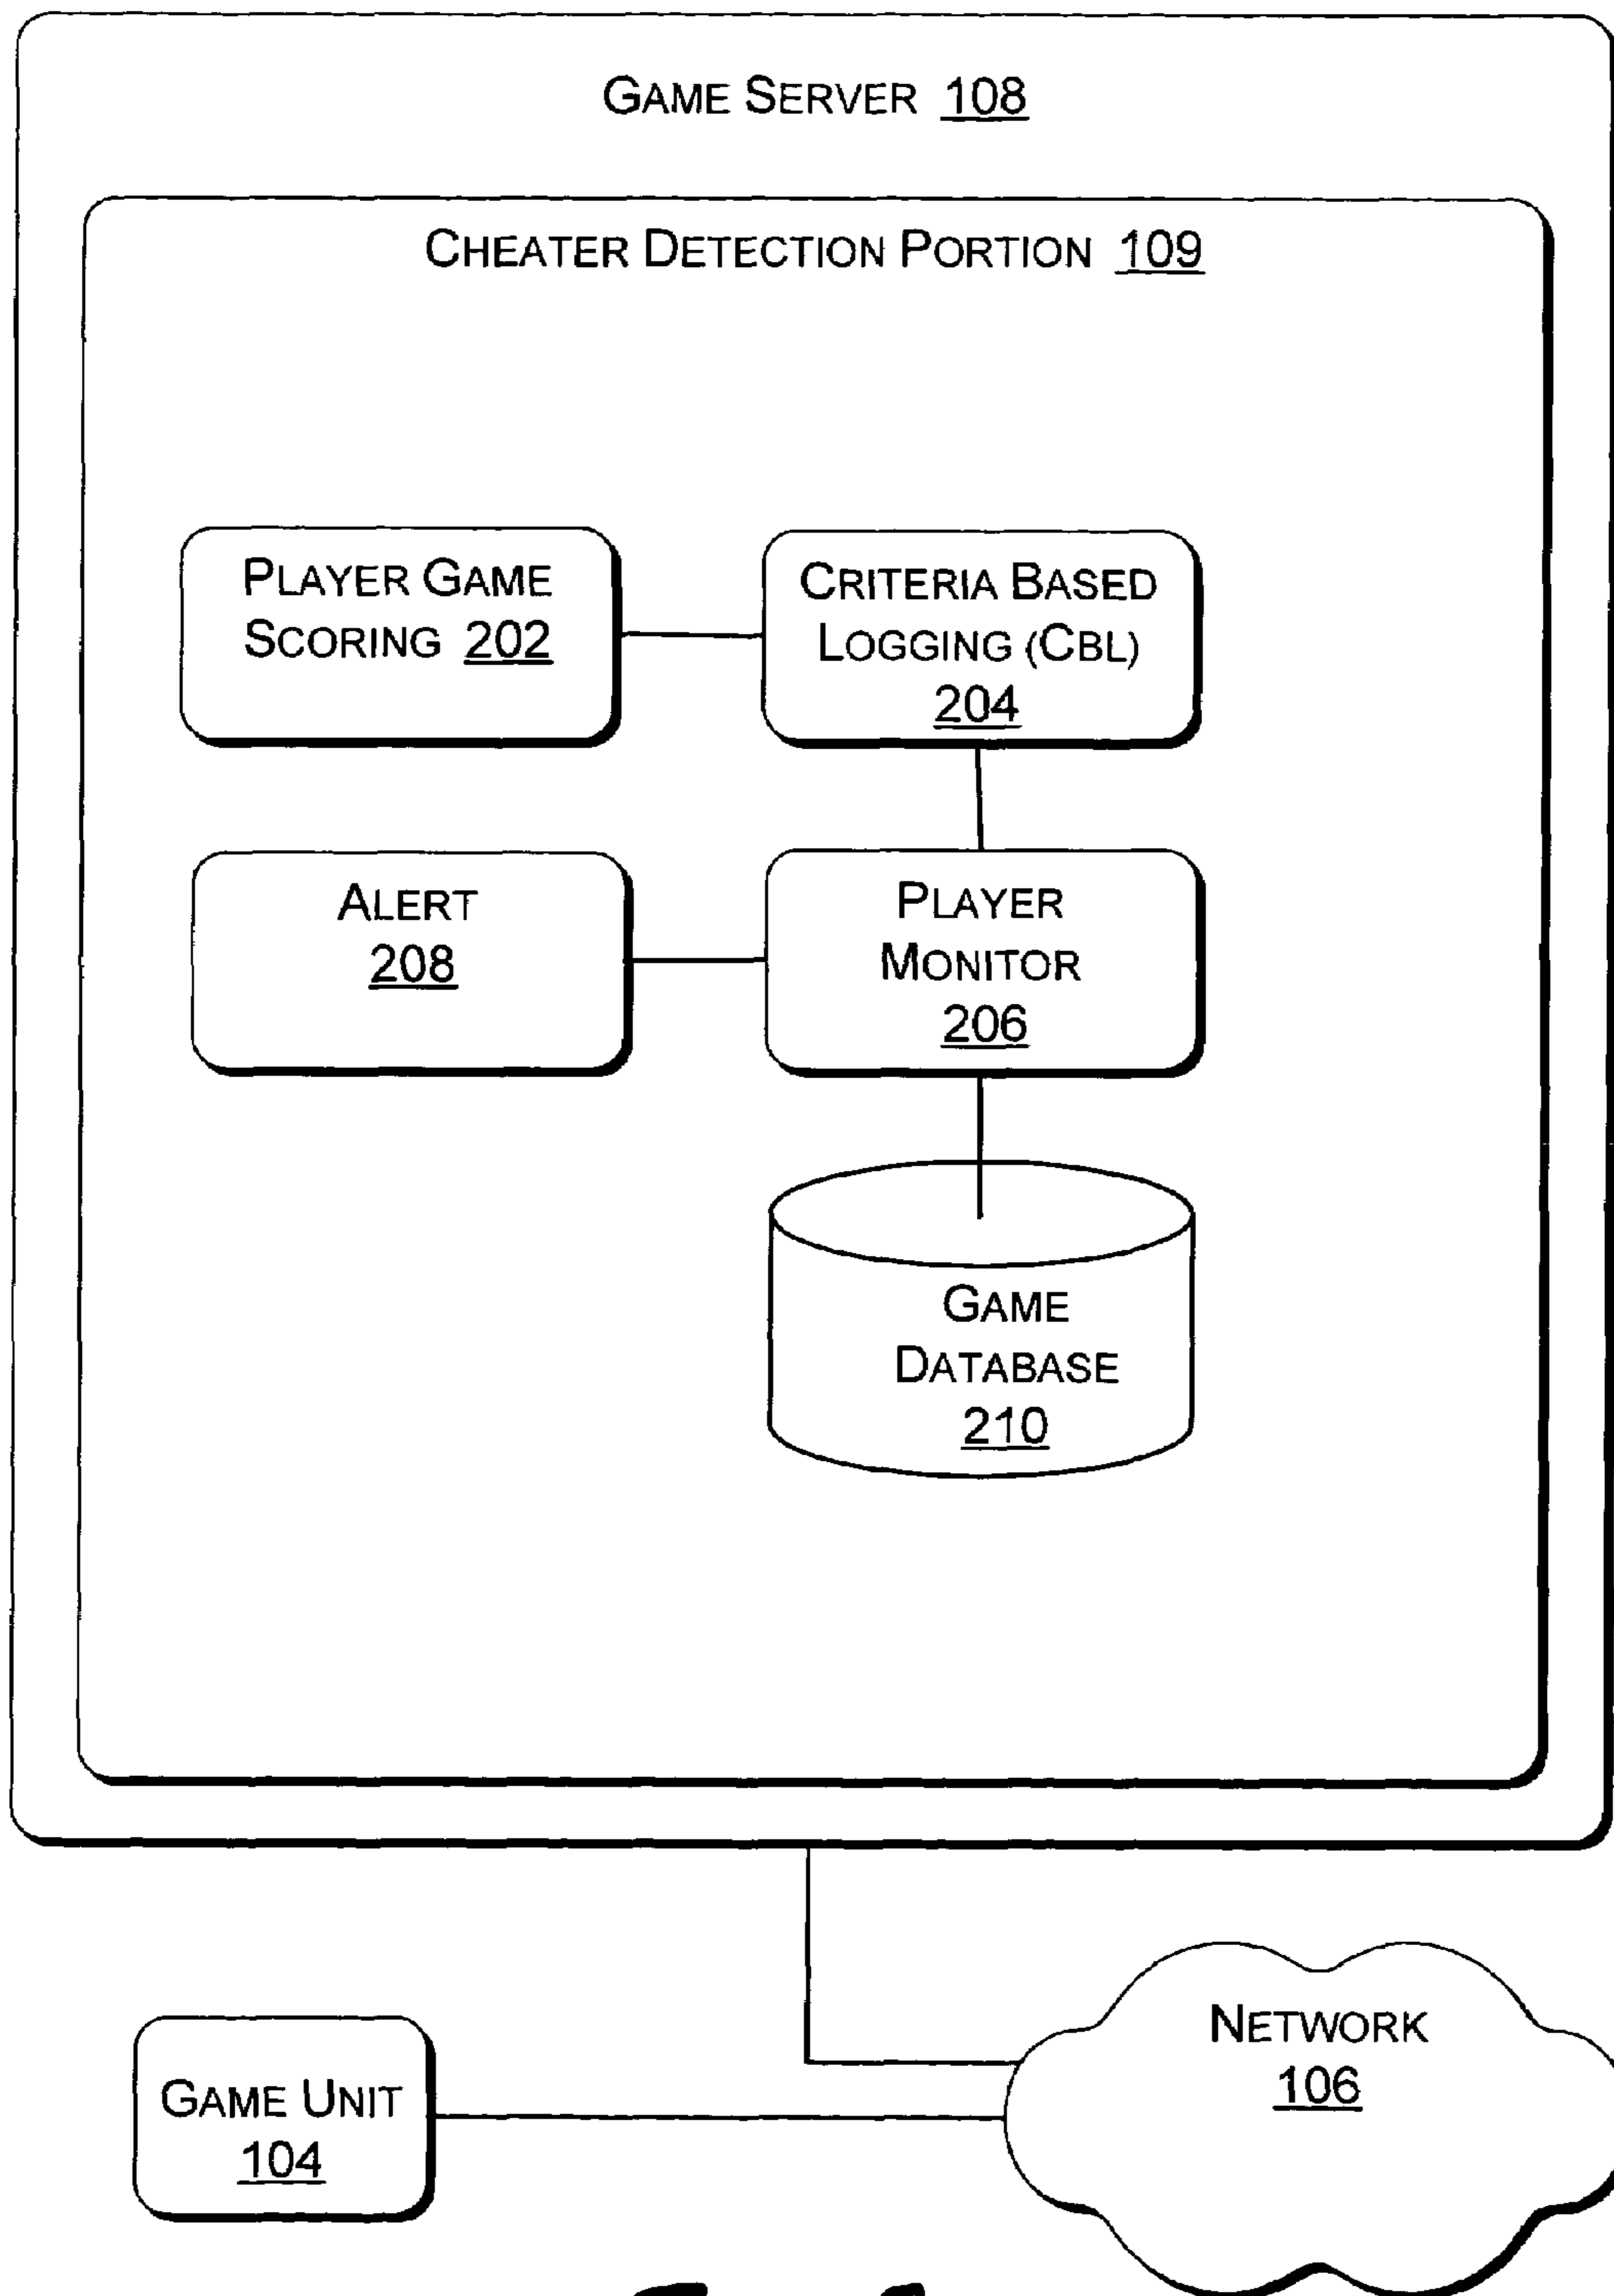 GAME SERVER 108
CHEATER DETECTION PORTION 109
PLAYER GAME
SCORING 202
CRITERIA BASED
LOGGING (CBL)
204
ALERT
208
PLAYER
MONITOR
206
GAME
DATABASE
210
NETWORK
106
GAME UNIT
104